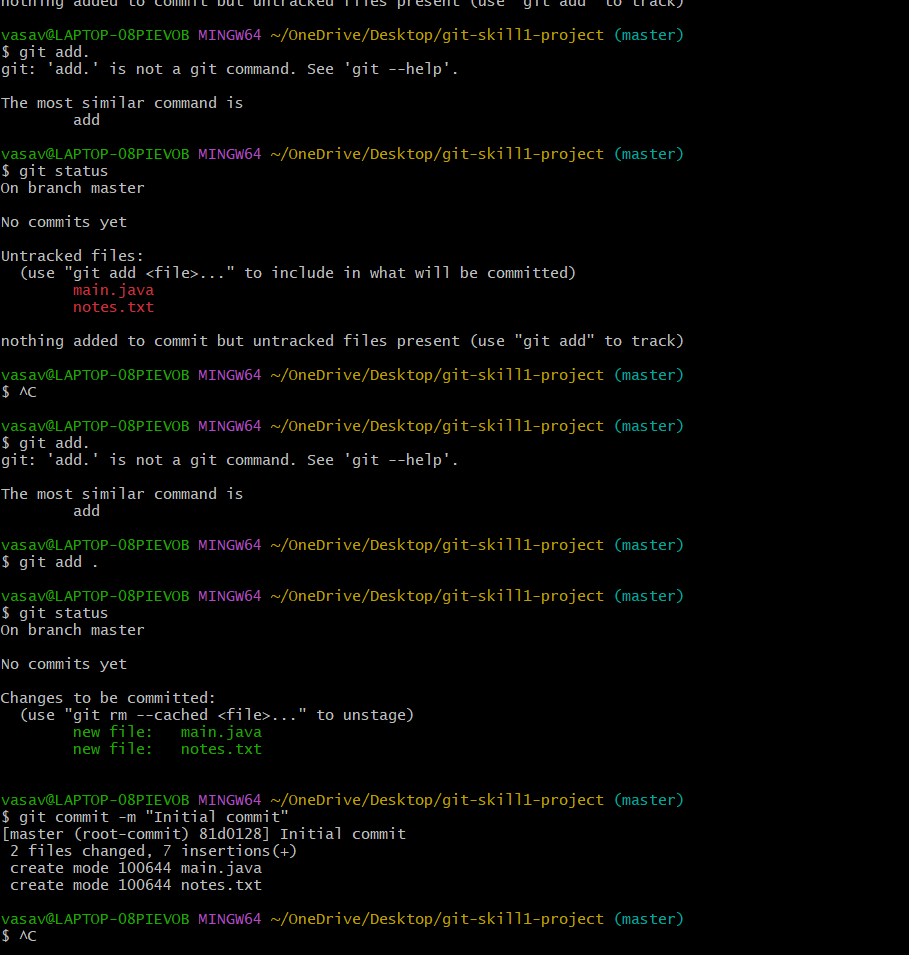 nothing added to commit but untracked files present (use "git add" to track)
vasav@LAPTOP-O8PIEVOB MINGW64 ~/OneDrive/Desktop/git-skill1-project (master)
$ git add.
git: 'add.' is not a git command. See 'git --help'.
The most similar command is
add
vasav@LAPTOP-O8PIEVOB MINGW64 ~/OneDrive/Desktop/git-skill1-project (master)
$ git status
On branch master
No commits yet
Untracked files:
(use "git add <file>..." to include in what will be committed)
main.java
notes.txt
nothing added to commit but untracked files present (use "git add" to track)
vasav@LAPTOP-O8PIEVOB MINGW64 ~/OneDrive/Desktop/git-skill1-project (master)
$ ^C
vasav@LAPTOP-O8PIEVOB MINGW64 ~/OneDrive/Desktop/git-skill1-project (master)
$ git add.
git: 'add.' is not a git command. See 'git --help'.
The most similar command is
add
vasav@LAPTOP-O8PIEVOB MINGW64 ~/OneDrive/Desktop/git-skill1-project (master)
$ git add .
vasav@LAPTOP-O8PIEVOB MINGW64 ~/OneDrive/Desktop/git-skill1-project (master)
$ git status
On branch master
No commits yet
Changes to be committed:
(use "git rm --cached <file>..." to unstage)
new file:   main.java
new file:   notes.txt
vasav@LAPTOP-O8PIEVOB MINGW64 ~/OneDrive/Desktop/git-skill1-project (master)
$ git commit -m "Initial commit"
[master (root-commit) 81d0128] Initial commit
2 files changed, 7 insertions(+)
create mode 100644 main.java
create mode 100644 notes.txt
vasav@LAPTOP-O8PIEVOB MINGW64 ~/OneDrive/Desktop/git-skill1-project (master)
$ ^C